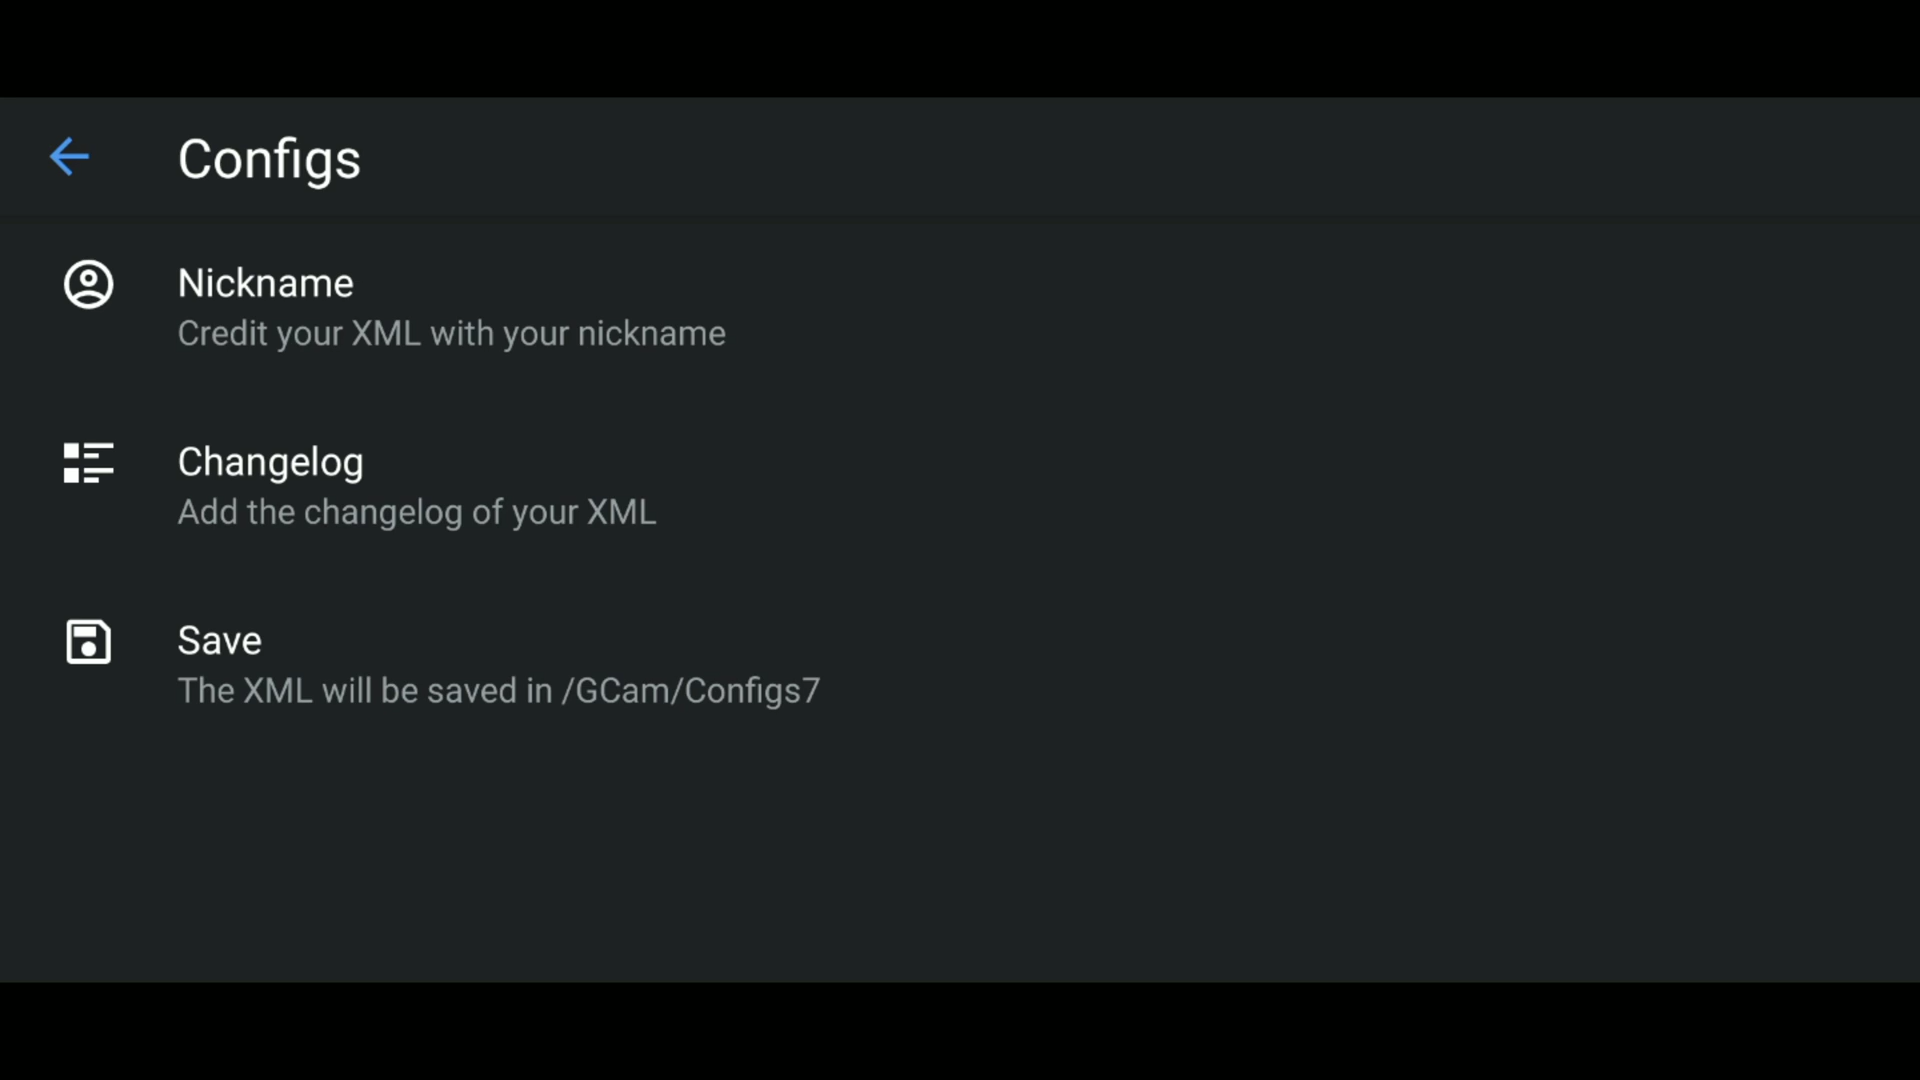 Configs
Nickname
Credit your XML with your nickname
Changelog
Add the changelog of your XML
Save
The XML will be saved in /GCam/Configs7